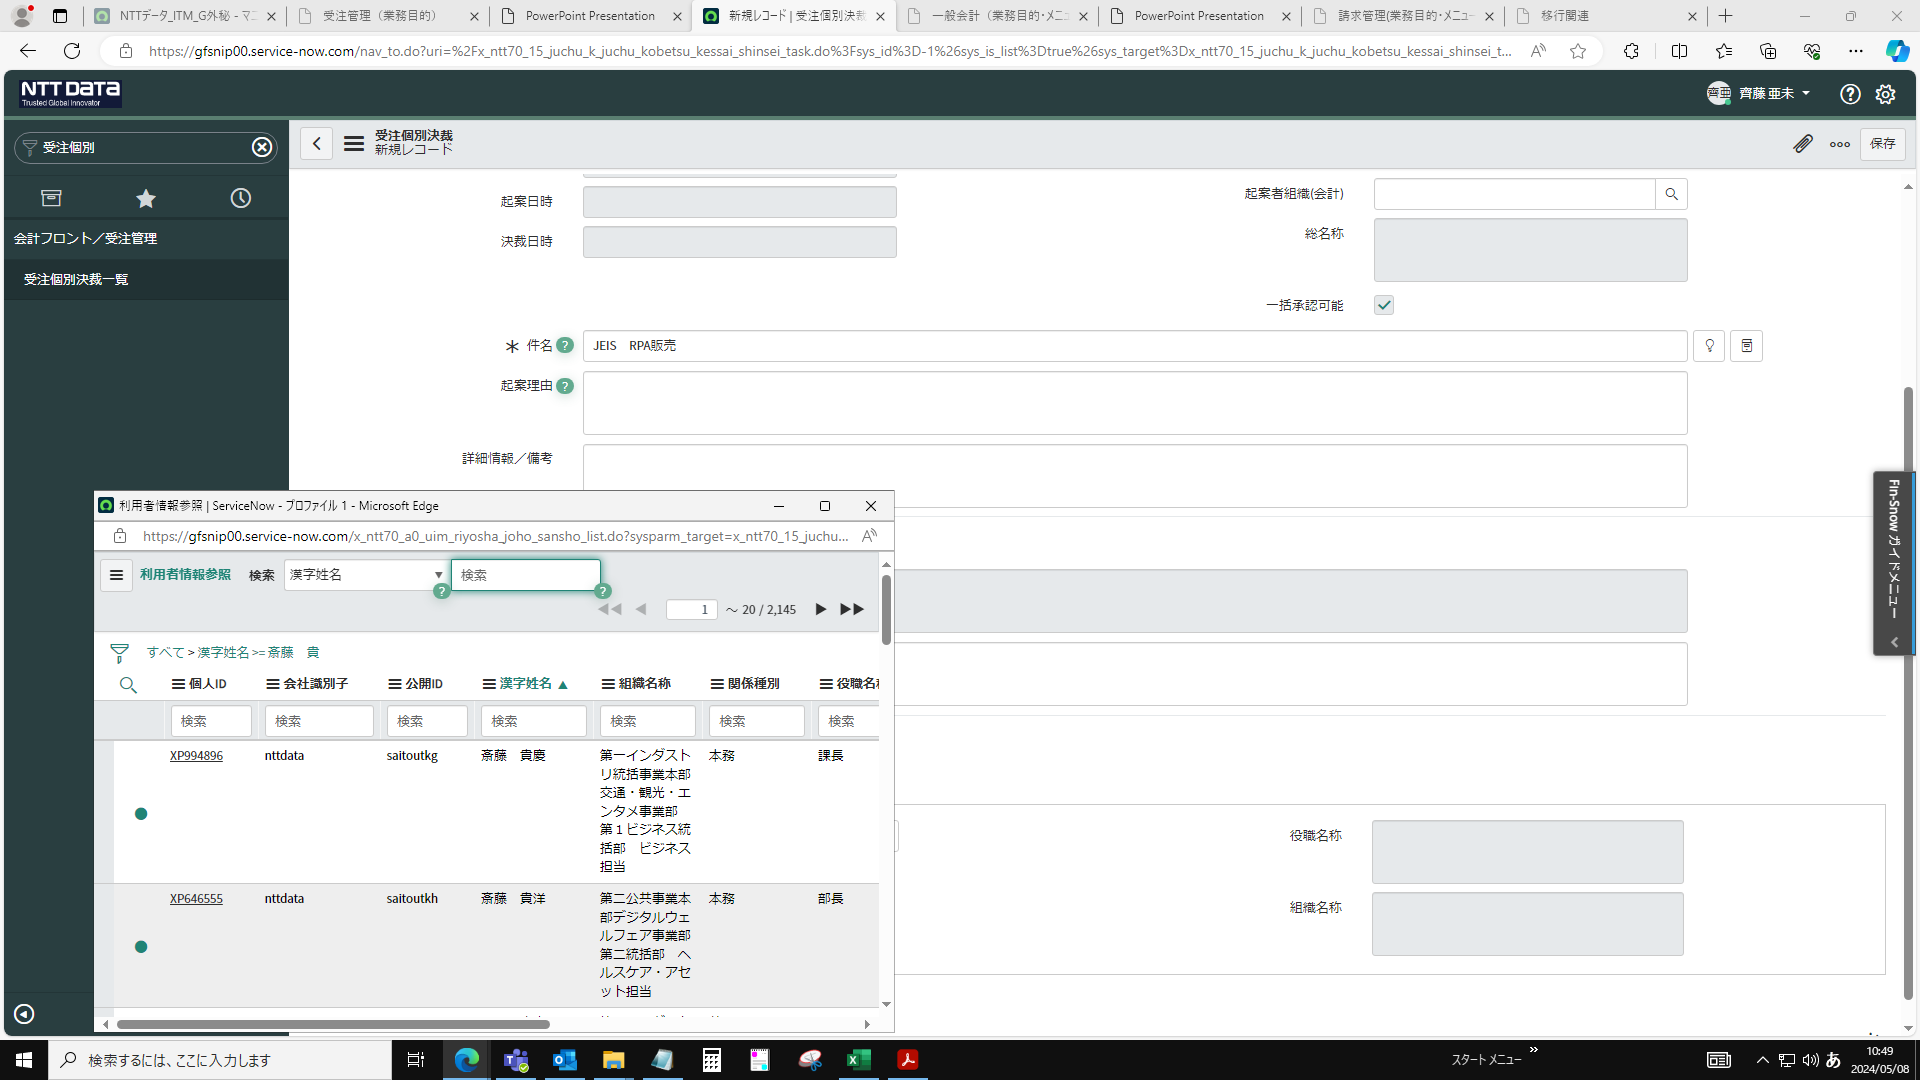 NTTデータ_ITM_G外秘 - マニ
受注管理（業務目的）
PowerPoint Presentation
新規レコード | 受注個別決裁
一般会計（業務目的・メニュ
PowerPoint Presentation
請求管理(業務目的・メニュー
移行関連
https://gfsnip00.service-now.com/nav_to.do?uri=%2Fx_ntt70_15_juchu_k_juchu_kobetsu_kessai_shinsei_task.do%3Fsys_id%3D-1%26sys_is_list%3Dtrue%26sys_target%3Dx_ntt70_15_juchu_k_juchu_kobetsu_kessai_shinsei_t...
NTT DATA
Trusted Global Innovator
齊亜
齊藤 亜未
受注個別
会計フロント／受注管理
受注個別決裁一覧
受注個別決裁
新規レコード
保存
起案日時
決裁日時
起案者組織(会計)
総名称
一括承認可能
件名
JEIS　RPA販売
起案理由
詳細情報／備考
Fin-Snow ガイドメニュー
役職名称
組織名称
利用者情報参照 | ServiceNow - プロファイル 1 - Microsoft Edge
https://gfsnip00.service-now.com/x_ntt70_a0_uim_riyosha_joho_sansho_list.do?sysparm_target=x_ntt70_15_juchu...
利用者情報参照
検索
漢字姓名
検索
1
～ 20 / 2,145
すべて > 漢字姓名 >= 斎藤　貴
個人ID
会社識別子
公開ID
漢字姓名 ▲
組織名称
関係種別
役職名称
検索
検索
検索
検索
検索
検索
検索
XP994896
nttdata
saitoutkg
斎藤　貴慶
第一インダスト
リ統括事業本部
交通・観光・エ
ンタメ事業部
第１ビジネス統
括部　ビジネス
担当
本務
課長
XP646555
nttdata
saitoutkh
斎藤　貴洋
第二公共事業本
部デジタルウェ
ルフェア事業部
第二統括部　ヘ
ルスケア・アセ
ット担当
本務
部長
検索するには、ここに入力します
スタート メニュー
あ
10:49
2024/05/08